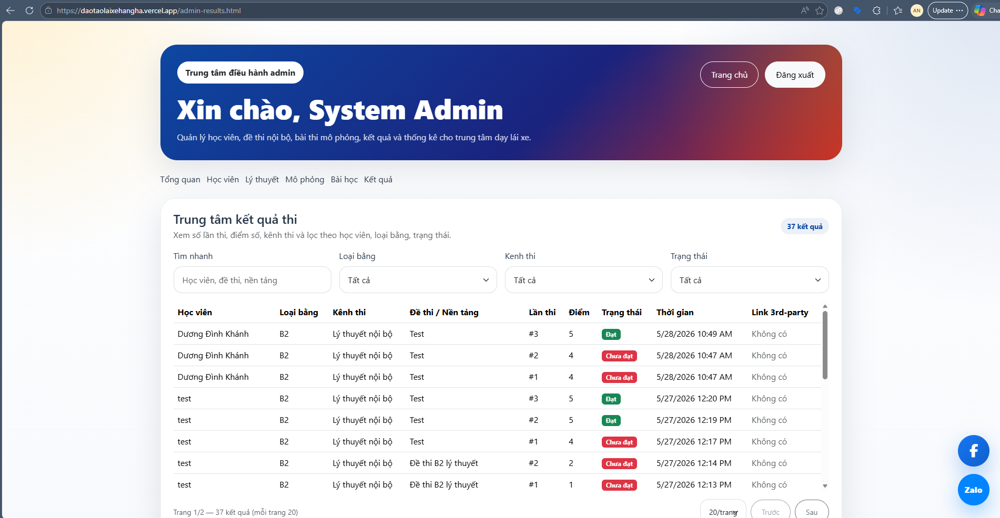 https://daotaolaixehangha.vercel.app/admin-results.html
AN
Update
Cha
Trung tâm điều hành admin
Trang chủ
Đăng xuất
Xin chào, System Admin
Quản lý học viên, đề thi nội bộ, bài thi mô phỏng, kết quả và thống kê cho trung tâm dạy lái xe.
Tổng quan Học viên Lý thuyết Mô phỏng Bài học Kết quả
Trung tâm kết quả thi
Xem số lần thi, điểm số, kênh thi và lọc theo học viên, loại bằng, trạng thái.
37 kết quả
Tìm nhanh Loại bằng Kenh thi Trạng thái
Học viên, đề thi, nền tảng Tất cả Tất cả Tất cả
Học viên Loại bằng Kênh thi Đề thi / Nền tảng Lần thi Điểm Trạng thái Thời gian Link 3rd-party
Dương Đình Khánh B2 Lý thuyết nội bộ Test #3 5 Đạt 5/28/2026 10:49 AM Không có
Dương Đình Khánh B2 Lý thuyết nội bộ Test #2 4 Chưa đạt 5/28/2026 10:47 AM Không có
Dương Đình Khánh B2 Lý thuyết nội bộ Test #1 4 Chưa đạt 5/28/2026 10:47 AM Không có
test B2 Lý thuyết nội bộ Test #3 5 Đạt 5/27/2026 12:20 PM Không có
test B2 Lý thuyết nội bộ Test #2 5 Đạt 5/27/2026 12:19 PM Không có
test B2 Lý thuyết nội bộ Test #1 4 Chưa đạt 5/27/2026 12:17 PM Không có
test B2 Lý thuyết nội bộ Đề thi B2 lý thuyết #2 2 Chưa đạt 5/27/2026 12:14 PM Không có
test B2 Lý thuyết nội bộ Đề thi B2 lý thuyết #1 1 Chưa đạt 5/27/2026 12:13 PM Không có
Zalo
Trang 1/2 — 37 kết quả (mỗi trang 20)
20/trang Trước Sau